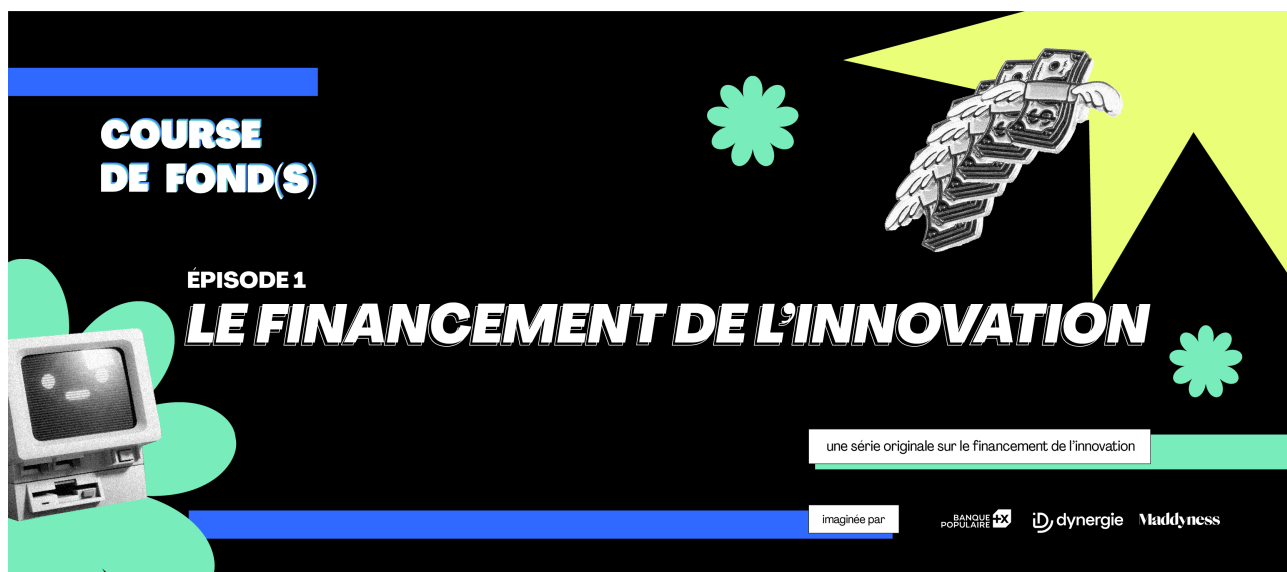 COURSE
DE FOND(S)
ÉPISODE 1
LE FINANCEMENT DE L'INNOVATION
une série originale sur le financement de l'innovation
imaginée par
BANQUE
POPULAIRE
dynergie
Maddyness